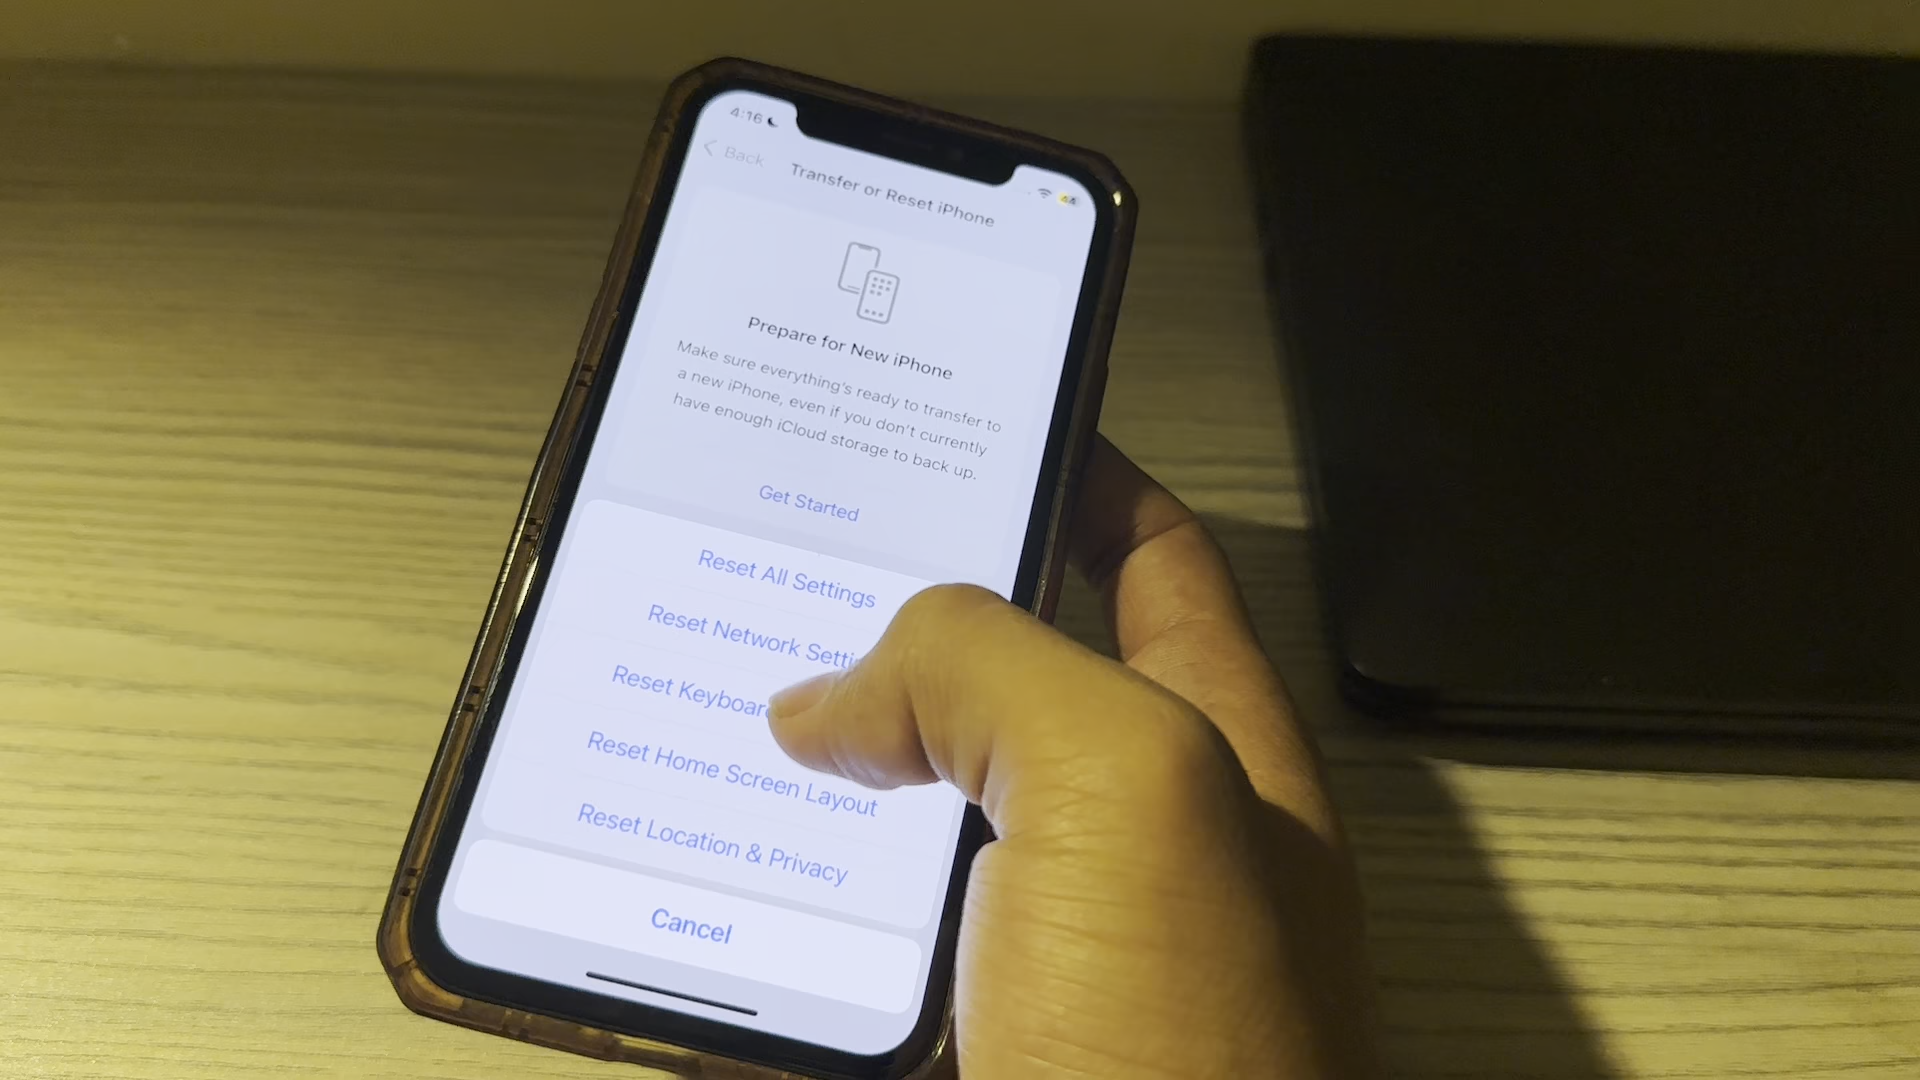 4:16
Back
Transfer or Reset iPhone
Prepare for New iPhone
Make sure everything's ready to transfer to
a new iPhone, even if you don't currently
have enough iCloud storage to back up.
Get Started
Reset All Settings
Reset Network
Reset
Reset Home Screen Layout
Reset Location & Privacy
Cancel